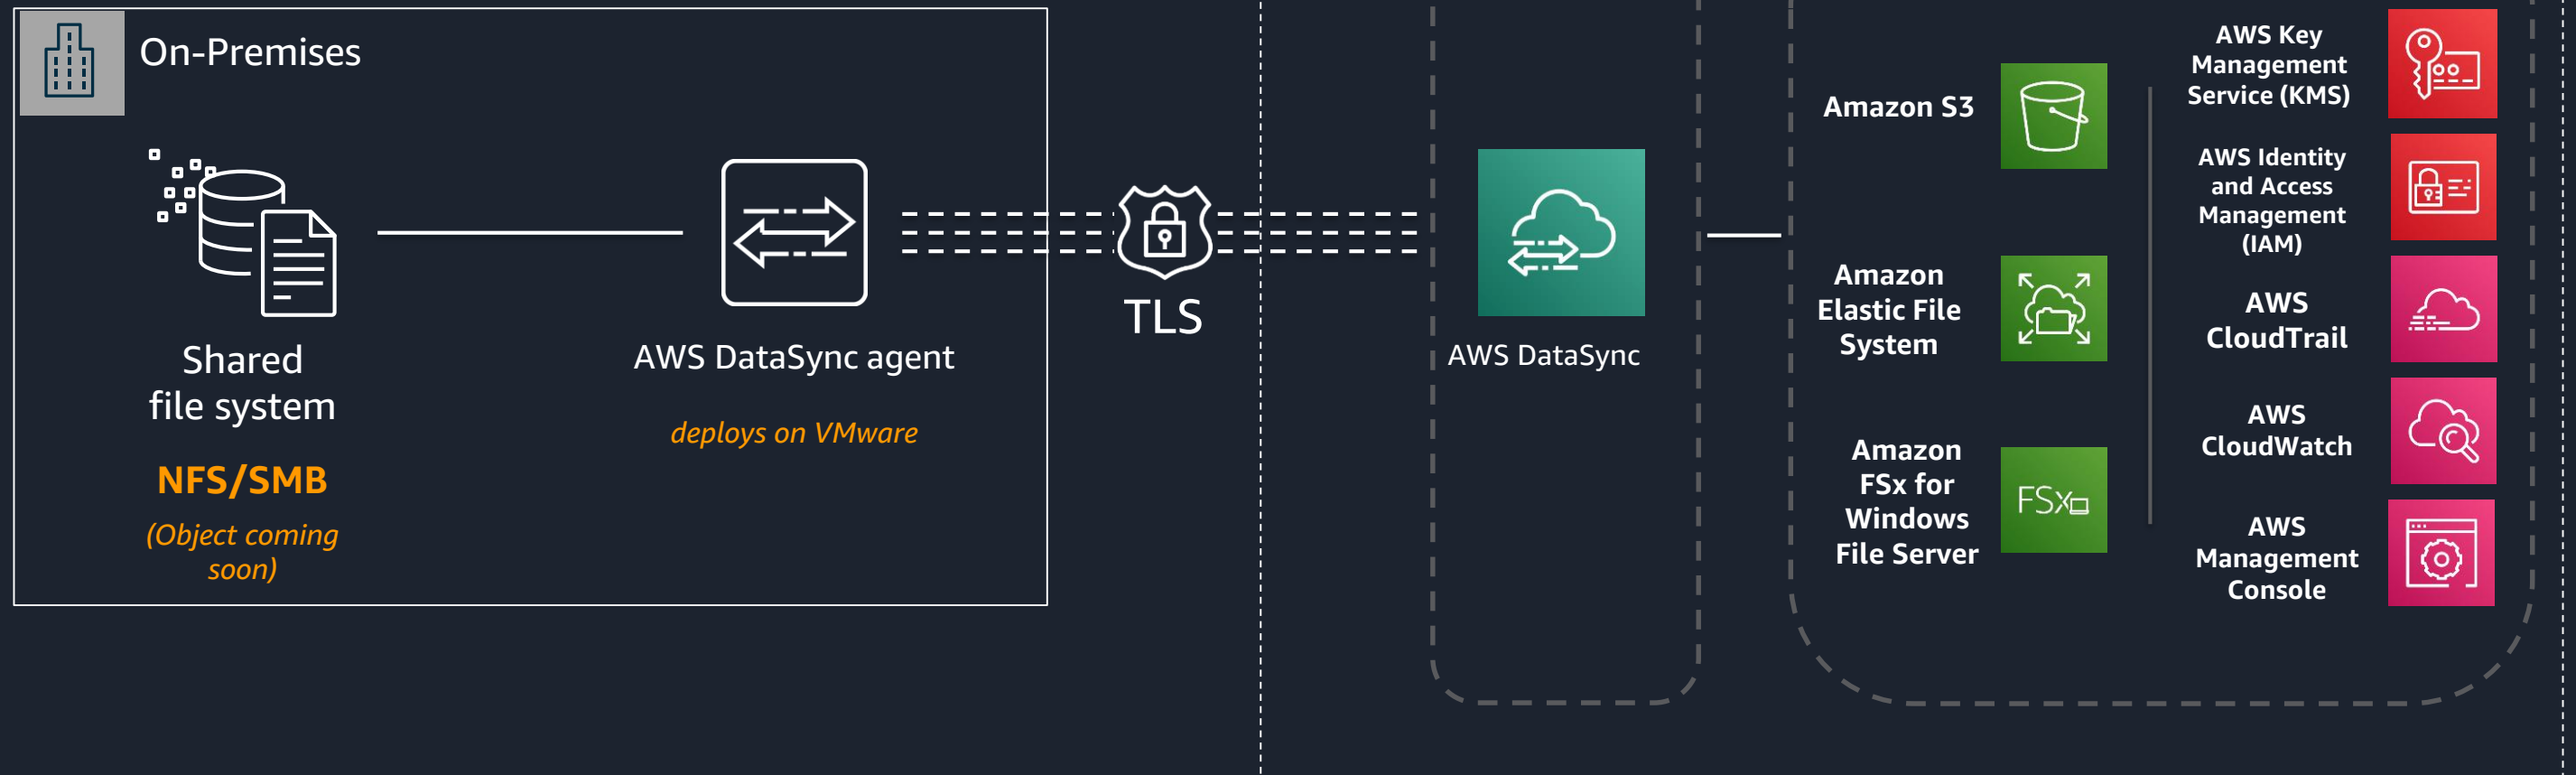 On-Premises
Shared
file system
NFS/SMB
(Object coming
soon)
AWS DataSync agent
deploys on VMware
TLS
AWS DataSync
Amazon S3
Amazon
Elastic File
System
Amazon
FSx for
Windows
File Server
FSx
AWS Key
Management
Service (KMS)
AWS Identity
and Access
Management
(IAM)
AWS
CloudTrail
AWS
CloudWatch
AWS
Management
Console